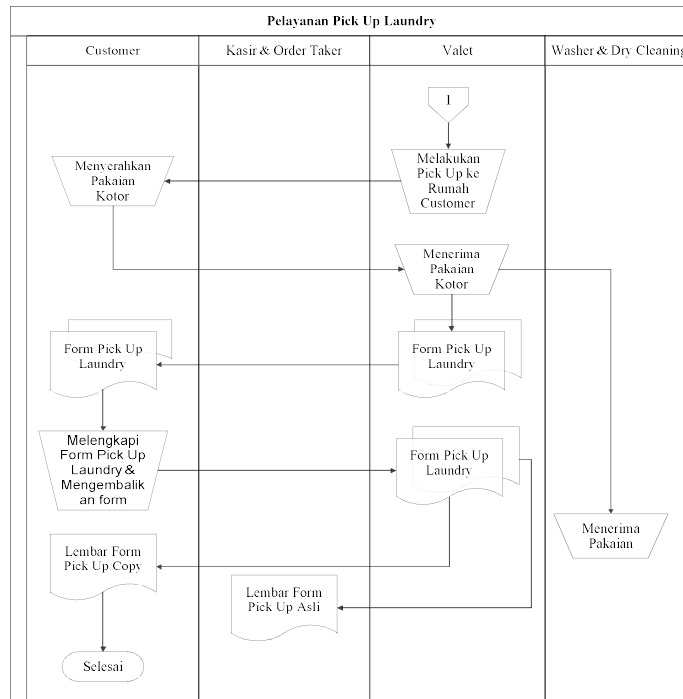 Pelayanan Pick Up Laundry
Customer
Kasir & Order Taker
Valet
Washer & Dry Cleaning
1
Menyerahkan
Pakaian
Kotor
Melakukan
Pick Up ke
Rumah
Customer
Menerima
Pakaian
Kotor
Form Pick Up
Laundry
Form Pick Up
Laundry
Melengkapi
Form Pick Up
Laundry &
Mengembalik
an form
Form Pick Up
Laundry
Menerima
Pakaian
Lembar Form
Pick Up Copy
Lembar Form
Pick Up Asli
Selesai